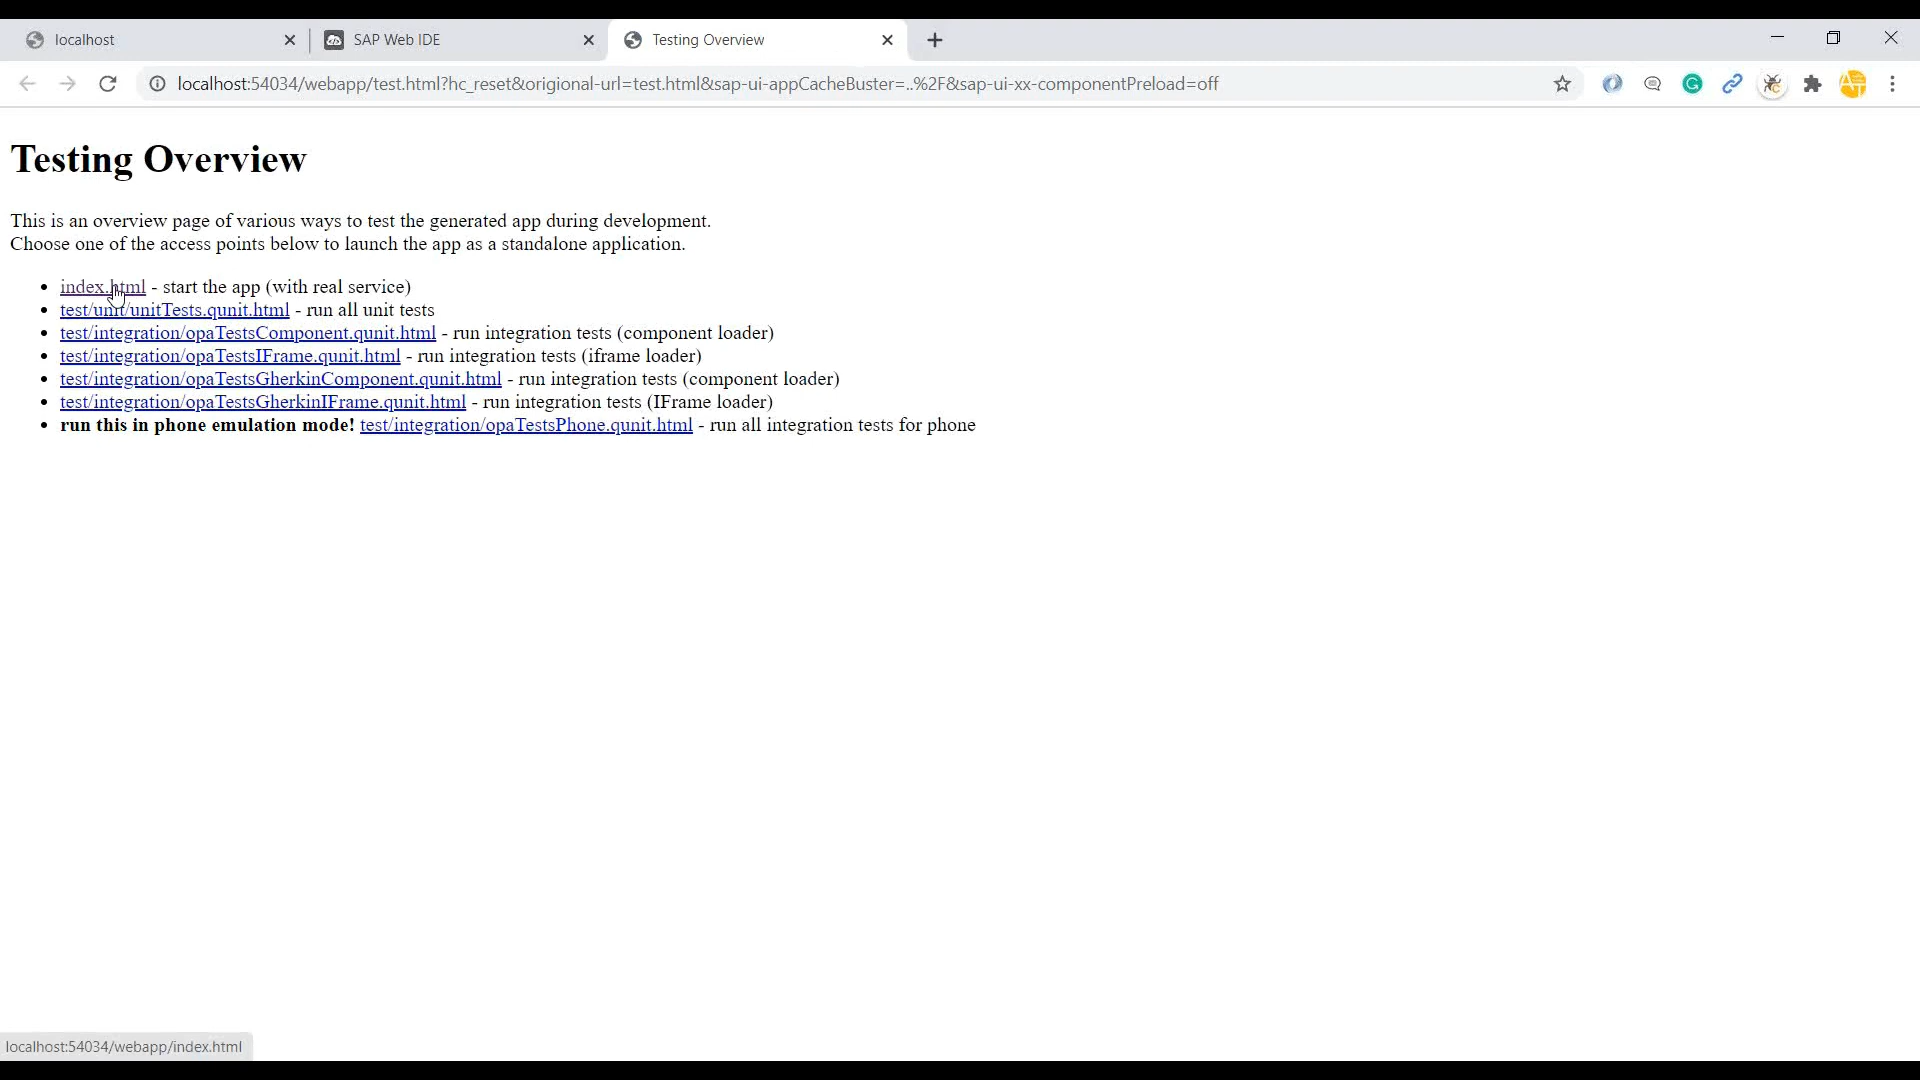 localhost
SAP Web IDE
Testing Overview
localhost:54034/webapp/test.html?hc_reset&origional-url=test.html&sap-ui-appCacheBuster=..%2F&sap-ui-xx-componentPreload=off
Testing Overview
This is an overview page of various ways to test the generated app during development.
Choose one of the access points below to launch the app as a standalone application.
index.html - start the app (with real service)
test/unit/unitTests.qunit.html - run all unit tests
test/integration/opaTestsComponent.qunit.html - run integration tests (component loader)
test/integration/opaTestsIFrame.qunit.html - run integration tests (iframe loader)
test/integration/opaTestsGherkinComponent.qunit.html - run integration tests (component loader)
test/integration/opaTestsGherkinIFrame.qunit.html - run integration tests (IFrame loader)
run this in phone emulation mode! test/integration/opaTestsPhone.qunit.html - run all integration tests for phone
localhost:54034/webapp/index.html